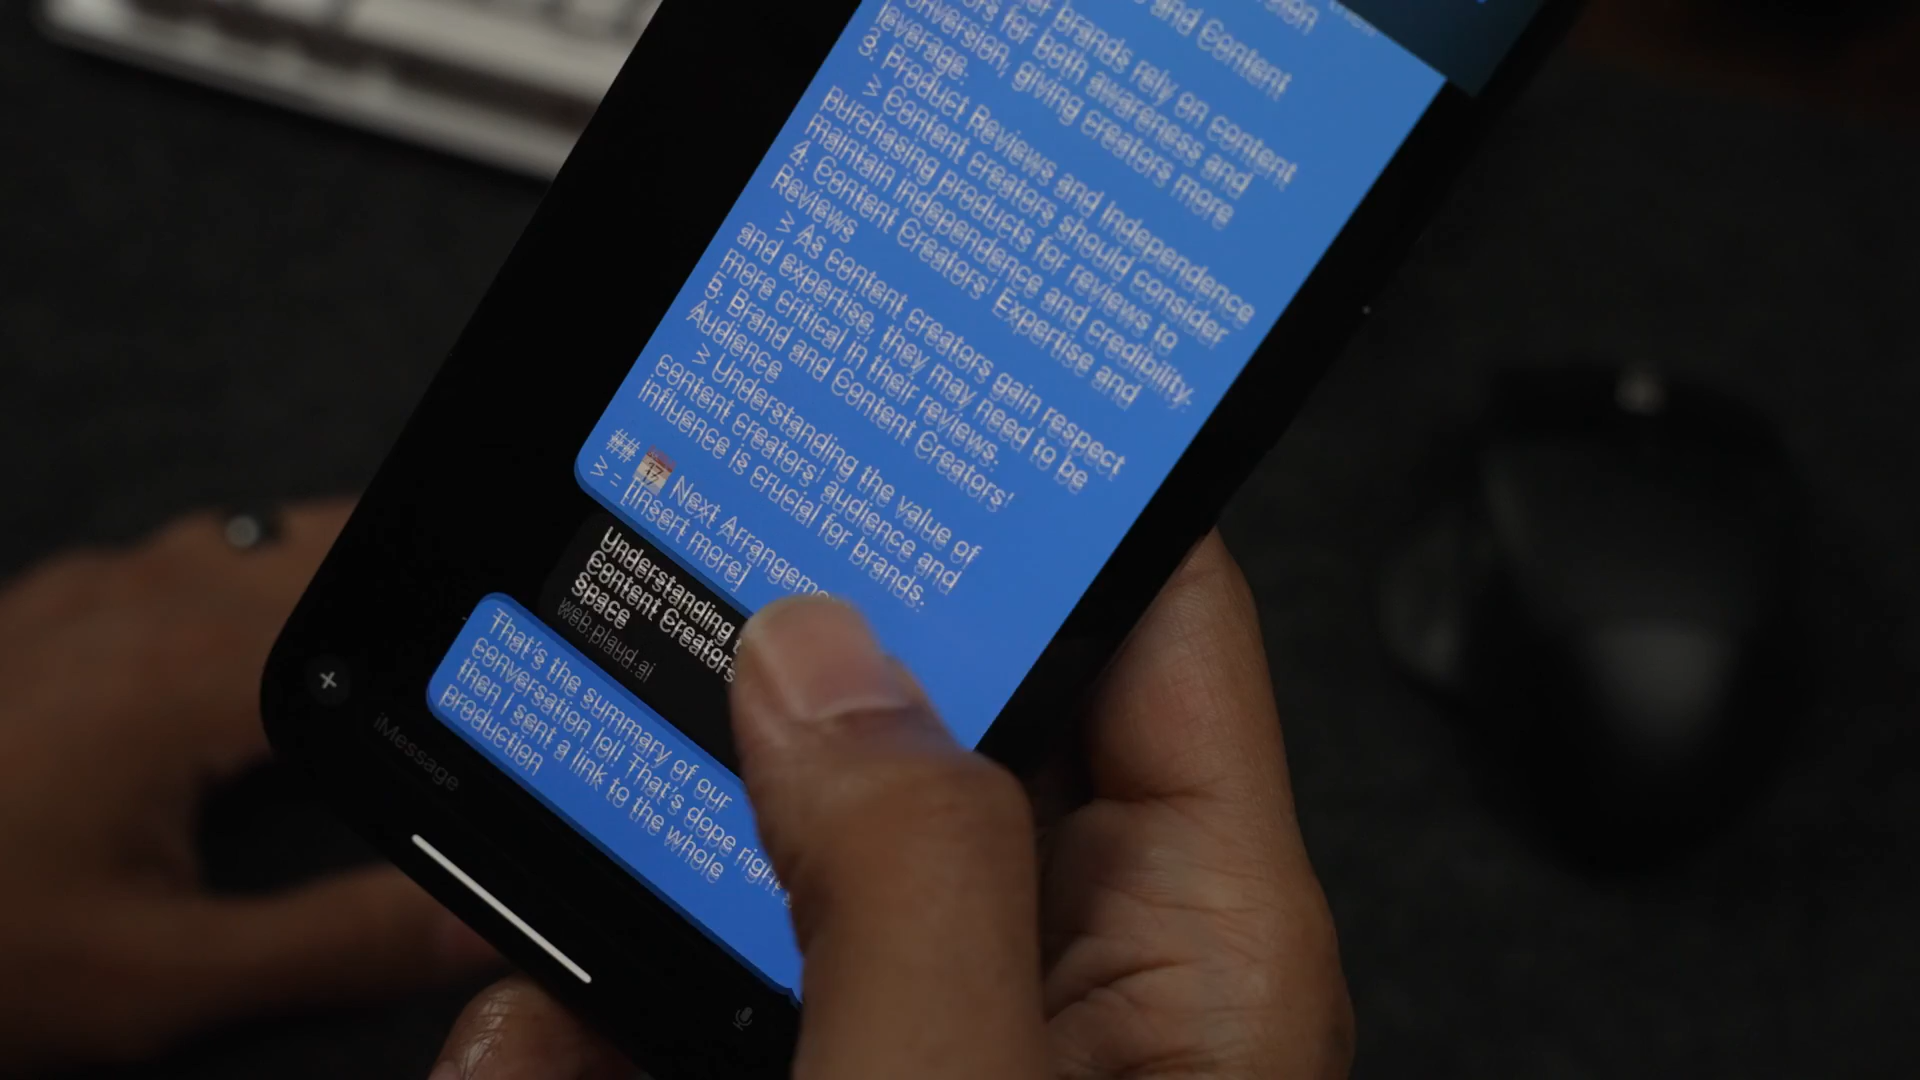 and Content
brands rely on content
for both awareness and
conversion, giving creators more
leverage.
3. Product Reviews and Independence
> Content creators should consider
purchasing products for reviews to
maintain independence and credibility.
4. Content Creators' Expertise and
Reviews
> As content creators gain respect
and expertise, they may need to be
more critical in their reviews.
5. Brand and Content Creators'
Audience
> Understanding the value of
content creators' audience and
influence is crucial for brands.
## 17 Next
> - [Insert more]
Understanding
Content Creators
Space
web.plaud.ai
That's the summary of our
conversation lol! That's dope right
then I sent a link to the whole
production
iMessage